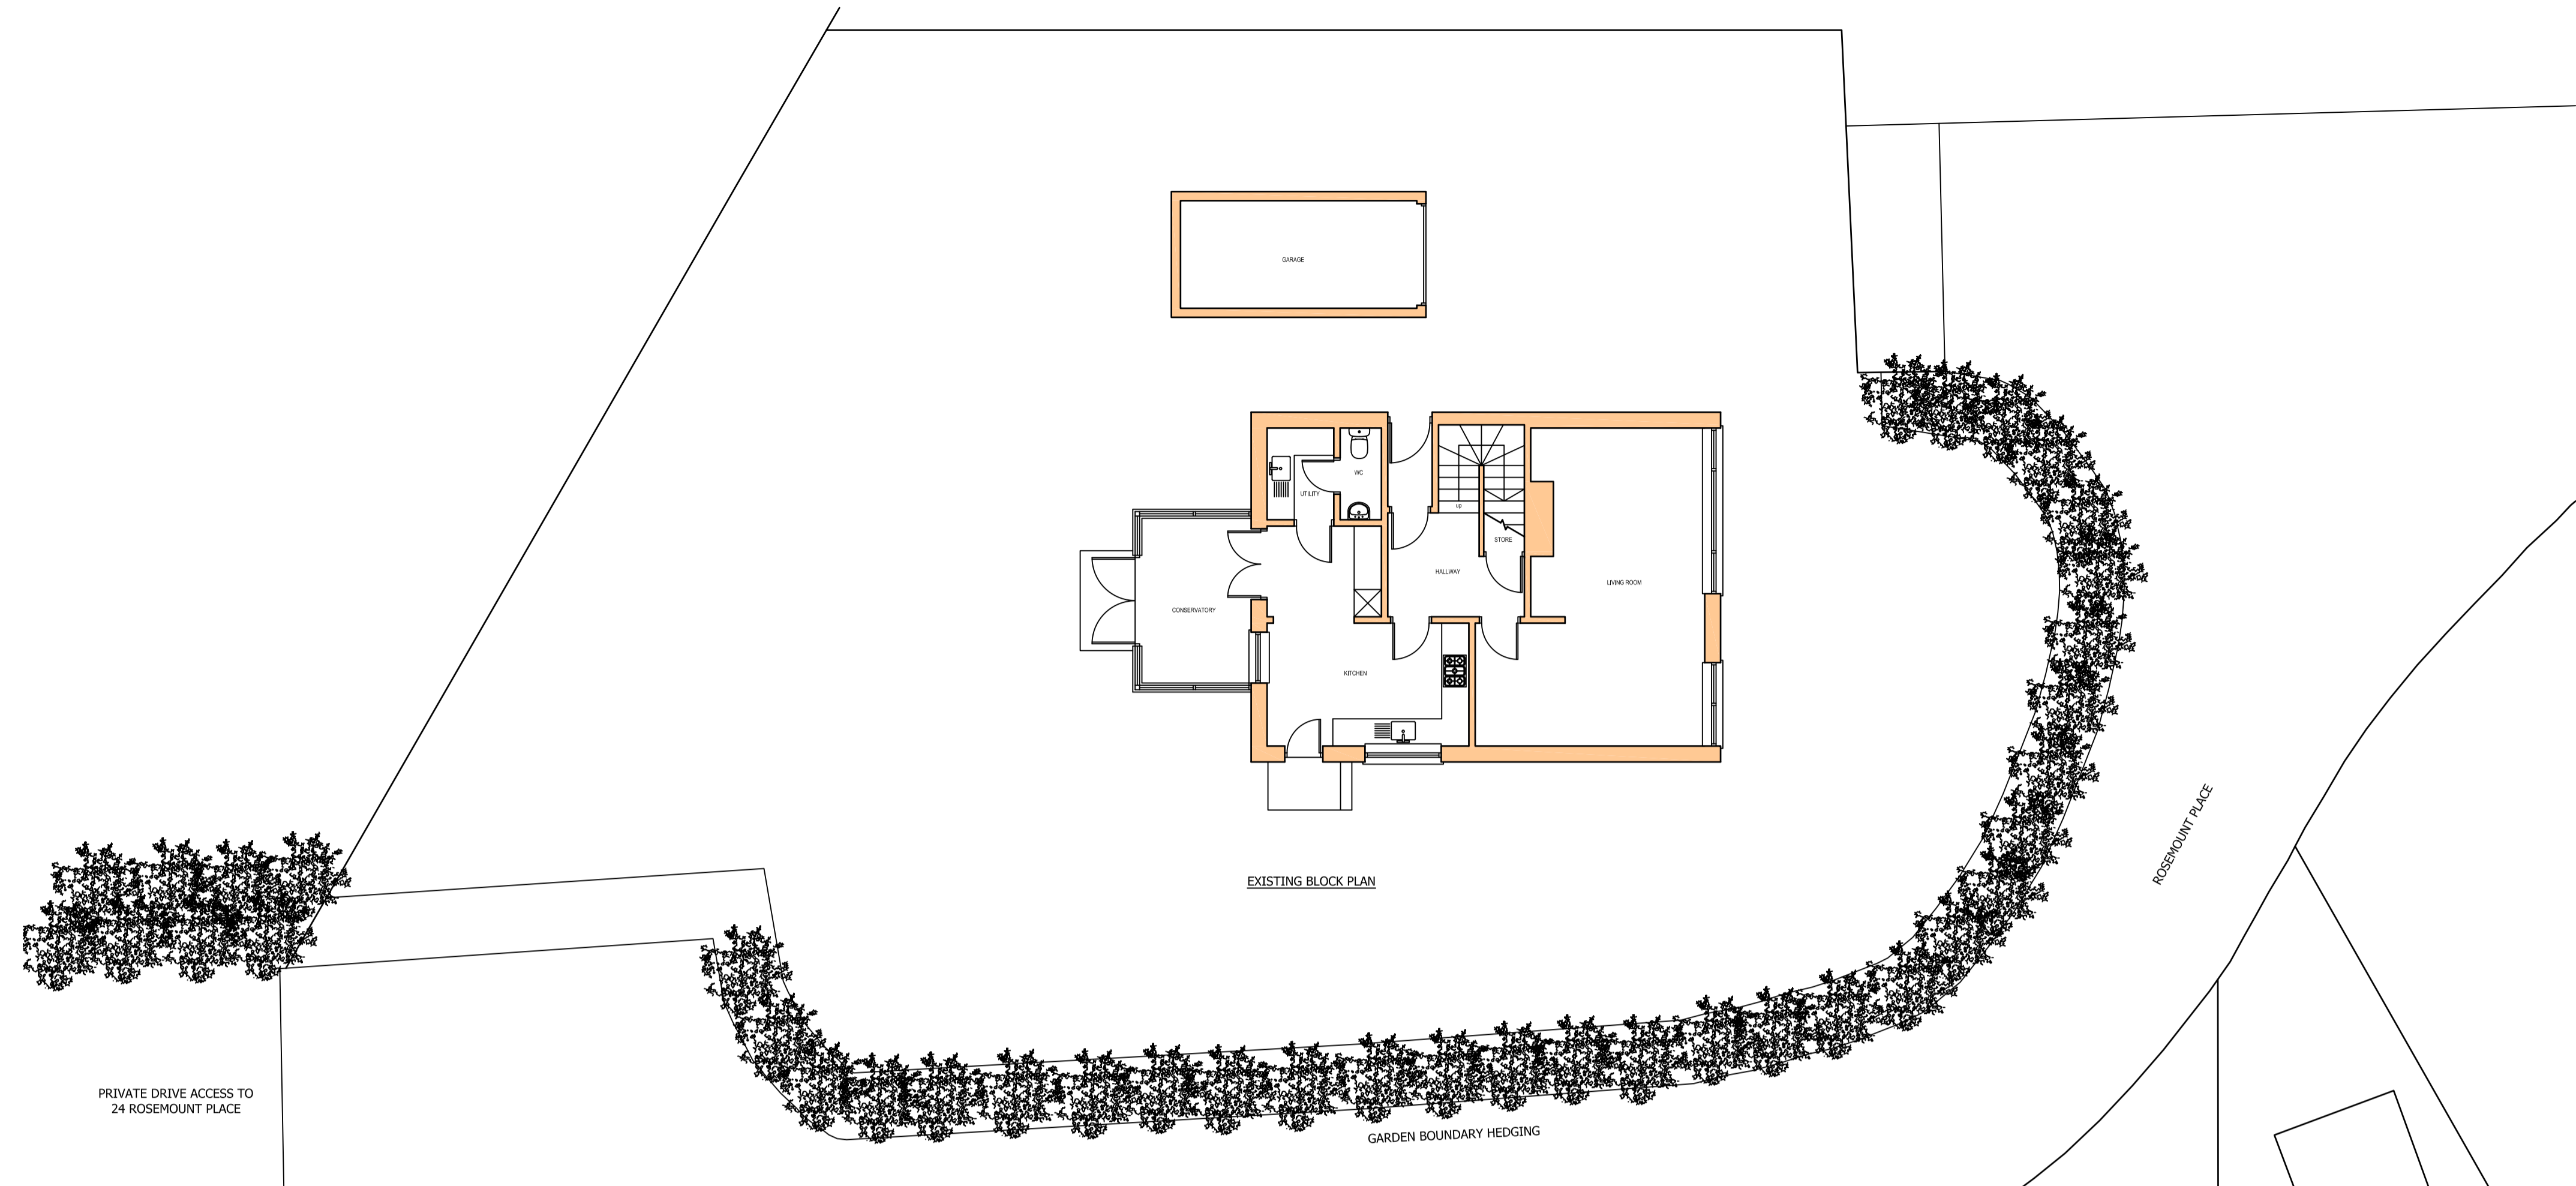 GARAGE
WC
UTILITY
up
STORE
HALLWAY
LIVING ROOM
CONSERVATORY
KITCHEN
ROSEMOUNT PLACE
EXISTING BLOCK PLAN
PRIVATE DRIVE ACCESS TO
24 ROSEMOUNT PLACE
GARDEN BOUNDARY HEDGING